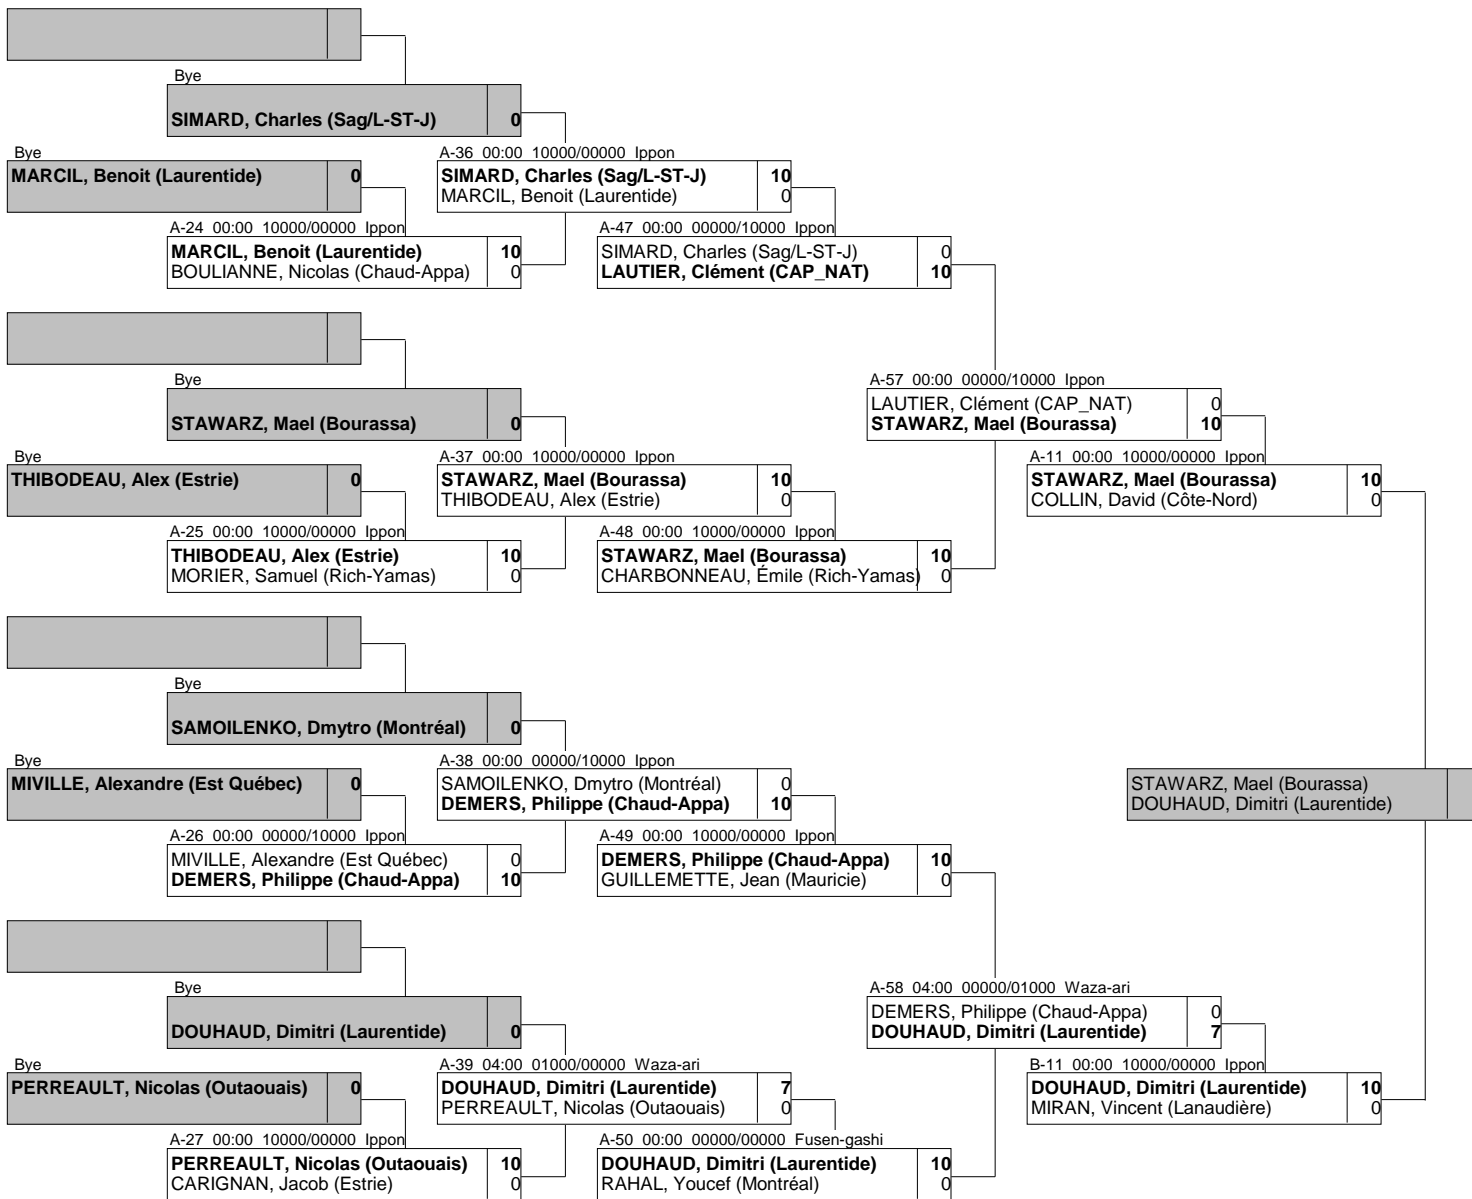 Bye
SIMARD, Charles (Sag/L-ST-J) 0
Bye
MARCIL, Benoit (Laurentide) 0
A-36 00:00 10000/00000 Ippon
SIMARD, Charles (Sag/L-ST-J) 10
MARCIL, Benoit (Laurentide) 0
A-24 00:00 10000/00000 Ippon
MARCIL, Benoit (Laurentide) 10
BOULIANNE, Nicolas (Chaud-Appa) 0
A-47 00:00 00000/10000 Ippon
SIMARD, Charles (Sag/L-ST-J) 0
LAUTIER, Clément (CAP_NAT) 10
Bye
STAWARZ, Mael (Bourassa) 0
A-57 00:00 00000/10000 Ippon
LAUTIER, Clément (CAP_NAT) 0
STAWARZ, Mael (Bourassa) 10
Bye
THIBODEAU, Alex (Estrie) 0
A-37 00:00 10000/00000 Ippon
STAWARZ, Mael (Bourassa) 10
THIBODEAU, Alex (Estrie) 0
A-11 00:00 10000/00000 Ippon
STAWARZ, Mael (Bourassa) 10
COLLIN, David (Côte-Nord) 0
A-25 00:00 10000/00000 Ippon
THIBODEAU, Alex (Estrie) 10
MORIER, Samuel (Rich-Yamas) 0
A-48 00:00 10000/00000 Ippon
STAWARZ, Mael (Bourassa) 10
CHARBONNEAU, Émile (Rich-Yamas) 0
Bye
SAMOILENKO, Dmytro (Montréal) 0
Bye
MIVILLE, Alexandre (Est Québec) 0
A-38 00:00 00000/10000 Ippon
SAMOILENKO, Dmytro (Montréal) 0
DEMERS, Philippe (Chaud-Appa) 10
STAWARZ, Mael (Bourassa)
DOUHAUD, Dimitri (Laurentide)
A-26 00:00 00000/10000 Ippon
MIVILLE, Alexandre (Est Québec) 0
DEMERS, Philippe (Chaud-Appa) 10
A-49 00:00 10000/00000 Ippon
DEMERS, Philippe (Chaud-Appa) 10
GUILLEMETTE, Jean (Mauricie) 0
Bye
DOUHAUD, Dimitri (Laurentide) 0
A-58 04:00 00000/01000 Waza-ari
DEMERS, Philippe (Chaud-Appa) 0
DOUHAUD, Dimitri (Laurentide) 7
Bye
PERREAULT, Nicolas (Outaouais) 0
A-39 04:00 01000/00000 Waza-ari
DOUHAUD, Dimitri (Laurentide) 7
PERREAULT, Nicolas (Outaouais) 0
B-11 00:00 10000/00000 Ippon
DOUHAUD, Dimitri (Laurentide) 10
MIRAN, Vincent (Lanaudière) 0
A-27 00:00 10000/00000 Ippon
PERREAULT, Nicolas (Outaouais) 10
CARIGNAN, Jacob (Estrie) 0
A-50 00:00 00000/00000 Fusen-gashi
DOUHAUD, Dimitri (Laurentide) 10
RAHAL, Youcef (Montréal) 0